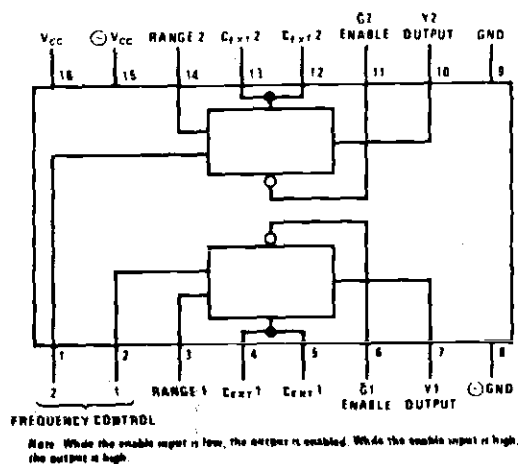 G̅2 Y2
VCC ⊖VCC RANGE 2 CEXT2 CEXT2 ENABLE OUTPUT GND
16 15 14 13 12 11 10 9
1 2 3 4 5 6 7 8
2 1 RANGE 1 CEXT1 CEXT1 G̅1 Y1 ⊖GND
ENABLE OUTPUT
FREQUENCY CONTROL
Note While the enable input is low, the output is enabled. While the enable input is high,
the output is high.